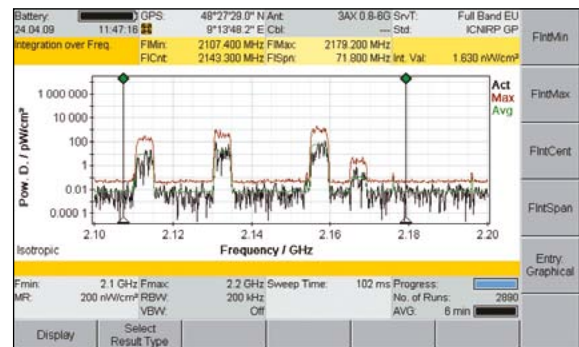 Battery: GPS: 48°27'29.0" N Ant: 3AX 0.8-6G SrvT: Full Band EU
24.04.09 11:47:16 9°13'48.2" E Cbl: --- Std: ICNIRP GP
Integration over Freq. FIMin: 2107.400 MHz FIMax: 2179.200 MHz
FICnt: 2143.300 MHz FISpn: 71.800 MHz Int. Val: 1.630 nW/cm²
FIntMin
FIntMax
FIntCent
FIntSpan
Entry: Graphical
Act
Max
Avg
Pow. D. / pW/cm²
1 000 000
10 000
100
1
0.01
0.000 1
2.10 2.12 2.14 2.16 2.18 2.20
Isotropic Frequency / GHz
Fmin: 2.1 GHz Fmax: 2.2 GHz Sweep Time: 102 ms Progress:
MR: 200 nW/cm² RBW: 200 kHz No. of Runs: 2890
VBW: Off AVG: 6 min
Display Select Result Type